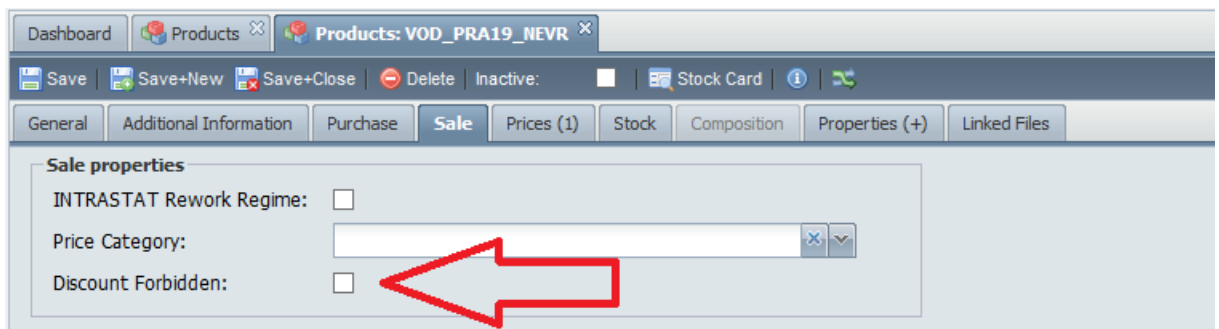 Dashboard Products Products: VOD_PRA19_NEVR
Save Save+New Save+Close Delete Inactive: Stock Card
General Additional Information Purchase Sale Prices (1) Stock Composition Properties (+) Linked Files
Sale properties
INTRASTAT Rework Regime:
Price Category:
Discount Forbidden: